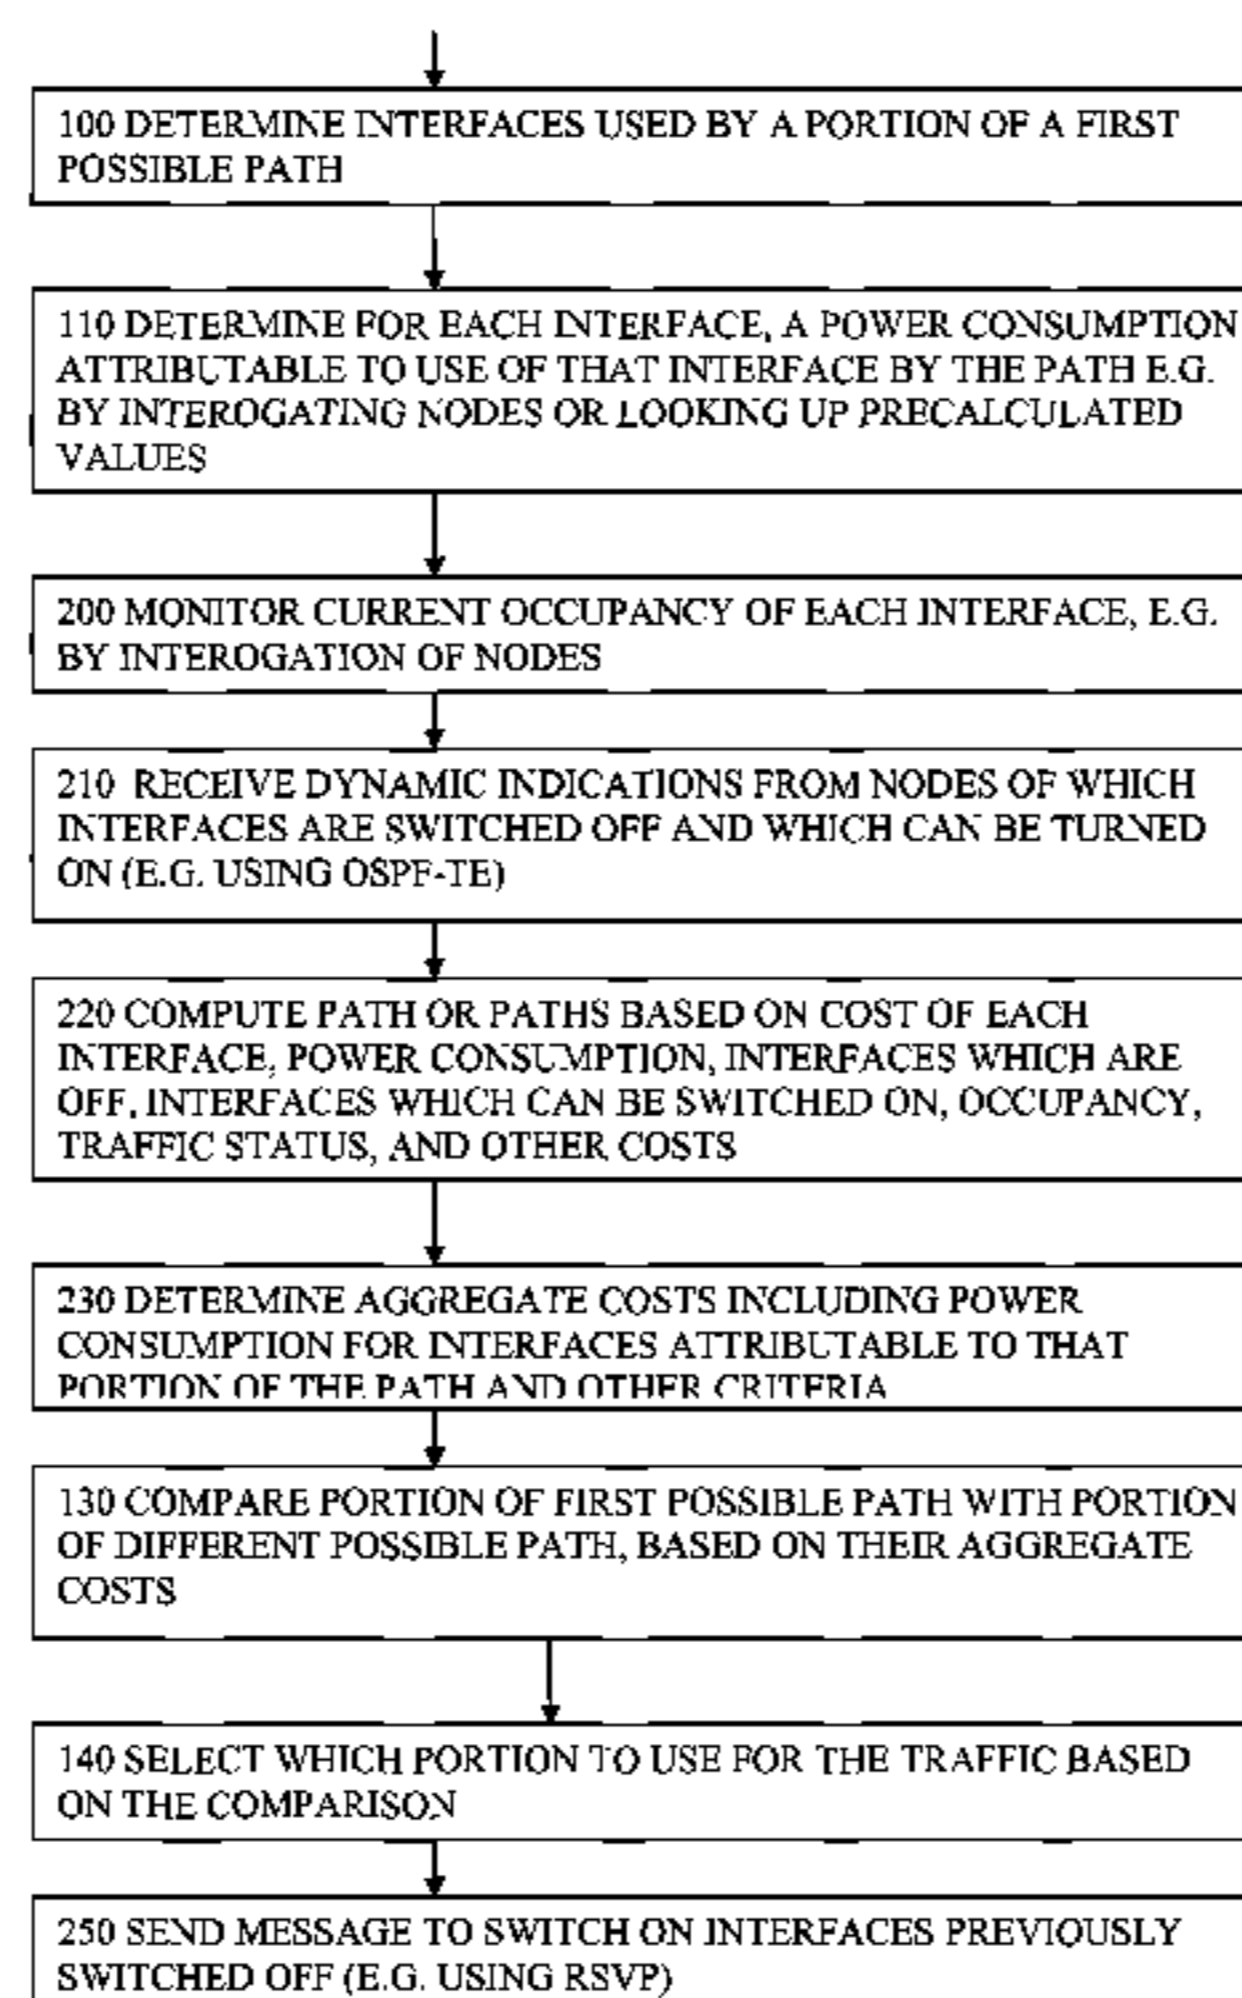 100 DETERMINE INTERFACES USED BY A PORTION OF A FIRST
POSSIBLE PATH
110 DETERMINE FOR EACH INTERFACE, A POWER CONSUMPTION
ATTRIBUTABLE TO USE OF THAT INTERFACE BY THE PATH E.G.
BY INTEROGATING NODES OR LOOKING UP PRECALCULATED
VALUES
200 MONITOR CURRENT OCCUPANCY OF EACH INTERFACE, E.G.
BY INTEROGATION OF NODES
210 RECEIVE DYNAMIC INDICATIONS FROM NODES OF WHICH
INTERFACES ARE SWITCHED OFF AND WHICH CAN BE TURNED
ON (E.G. USING OSPF-TE)
220 COMPUTE PATH OR PATHS BASED ON COST OF EACH
INTERFACE, POWER CONSUMPTION, INTERFACES WHICH ARE
OFF, INTERFACES WHICH CAN BE SWITCHED ON, OCCUPANCY,
TRAFFIC STATUS, AND OTHER COSTS
230 DETERMINE AGGREGATE COSTS INCLUDING POWER
CONSUMPTION FOR INTERFACES ATTRIBUTABLE TO THAT
PORTION OF THE PATH AND OTHER CRITERIA
130 COMPARE PORTION OF FIRST POSSIBLE PATH WITH PORTION
OF DIFFERENT POSSIBLE PATH, BASED ON THEIR AGGREGATE
COSTS
140 SELECT WHICH PORTION TO USE FOR THE TRAFFIC BASED
ON THE COMPARISON
250 SEND MESSAGE TO SWITCH ON INTERFACES PREVIOUSLY
SWITCHED OFF (E.G. USING RSVP)